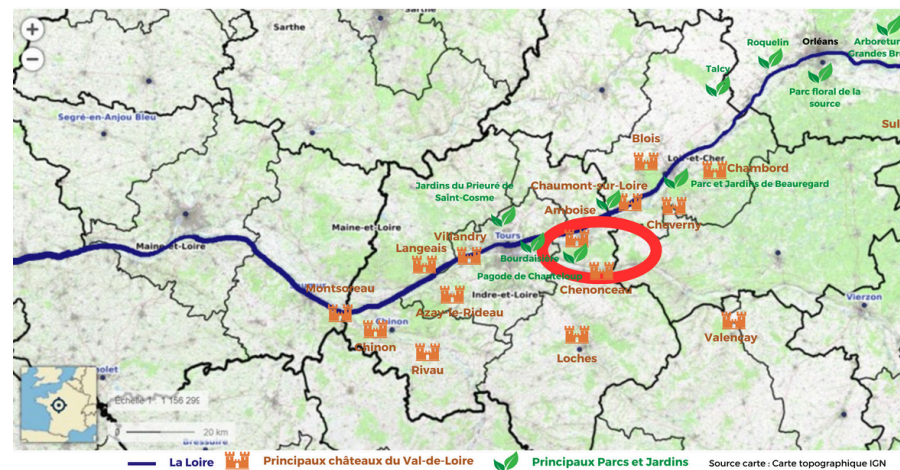 Sarthe
Sarthe
Roquelin
Orléans
Grandes
Talcy
Parc floral de la
source
Segré-en-Anjou Bleu
Blois
Loir-et-Cher
Chambord
Parc et Jardins de Beauregard
Jardins du Prieuré de
Saint-Cosme
Chaumont-sur-Loire
Amboise
Cheverny
Maine-et-Loire
Maine-et-Loire
Tours
Villandry
Langeais
Bourdaisière
Pagode de Chanteloup
Chenonceau
Indre-et-Loire
Montsoreau
Azay-le-Rideau
Vierzon
Chinon
Chinon
Rivau
Loches
Valençay
20 km
Bressuire
La Loire
Principaux châteaux du Val-de-Loire
Principaux Parcs et Jardins
Source carte : Carte topographique IGN